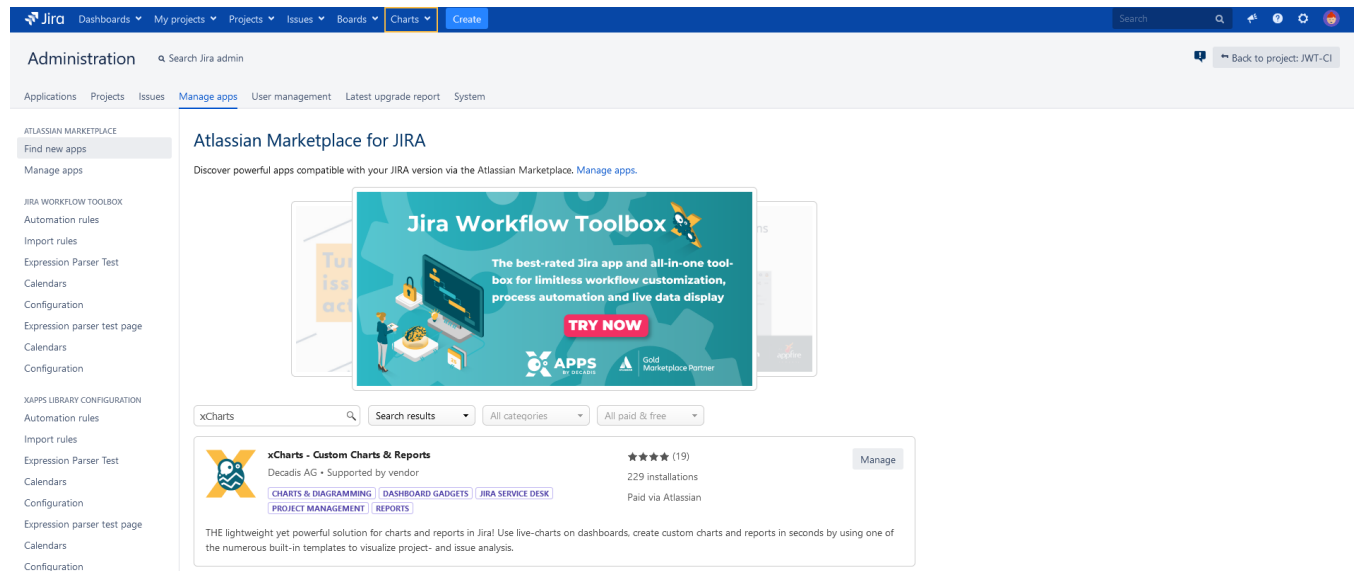 Jira Dashboards My projects Projects Issues Boards Charts Create Search
Administration Search Jira admin Back to project: JWT-CI
Applications Projects Issues Manage apps User management Latest upgrade report System
ATLASSIAN MARKETPLACE
Find new apps
Manage apps
JIRA WORKFLOW TOOLBOX
Automation rules
Import rules
Expression Parser Test
Calendars
Configuration
Expression parser test page
Calendars
Configuration
XAPPS LIBRARY CONFIGURATION
Automation rules
Import rules
Expression Parser Test
Calendars
Configuration
Expression parser test page
Calendars
Configuration
Atlassian Marketplace for JIRA
Discover powerful apps compatible with your JIRA version via the Atlassian Marketplace. Manage apps.
Jira Workflow Toolbox
The best-rated Jira app and all-in-one tool-
box for limitless workflow customization,
process automation and live data display
TRY NOW
APPS
BY DECADIS
Gold
Marketplace Partner
xCharts Search results All categories All paid & free
xCharts - Custom Charts & Reports
Decadis AG • Supported by vendor
CHARTS & DIAGRAMMING DASHBOARD GADGETS JIRA SERVICE DESK
PROJECT MANAGEMENT REPORTS
(19)
229 installations
Paid via Atlassian
Manage
THE lightweight yet powerful solution for charts and reports in Jira! Use live-charts on dashboards, create custom charts and reports in seconds by using one of
the numerous built-in templates to visualize project- and issue analysis.